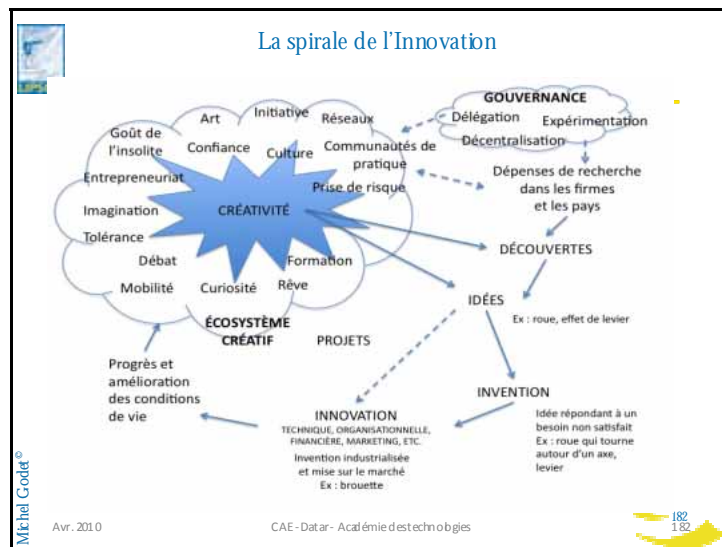 La spirale de l'Innovation
LIPSOR
GOUVERNANCE
Délégation
Expérimentation
Décentralisation
Art
Initiative
Réseaux
Goût de
l'insolite
Confiance
Culture
Communautés de
pratique
Entrepreneuriat
Prise de risque
Imagination
CRÉATIVITÉ
Tolérance
Débat
Formation
Mobilité
Curiosité
Rêve
ÉCOSYSTÈME
CRÉATIF
PROJETS
Dépenses de recherche
dans les firmes
et les pays
DÉCOUVERTES
IDÉES
Ex : roue, effet de levier
INVENTION
Idée répondant à un
besoin non satisfait
Ex : roue qui tourne
autour d'un axe,
levier
INNOVATION
TECHNIQUE, ORGANISATIONNELLE,
FINANCIÈRE, MARKETING, ETC.
Invention industrialisée
et mise sur le marché
Ex : brouette
Progrès et
amélioration
des conditions
de vie
Michel Godet©
Avr. 2010
CAE - Datar - Académie des technologies
182
182